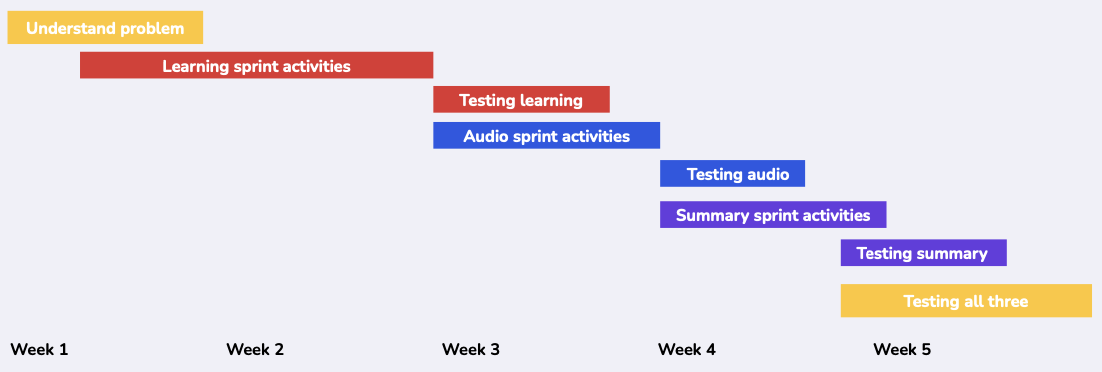 Understand problem
Learning sprint activities
Testing learning
Audio sprint activities
Testing audio
Summary sprint activities
Testing summary
Testing all three
Week 1 Week 2 Week 3 Week 4 Week 5